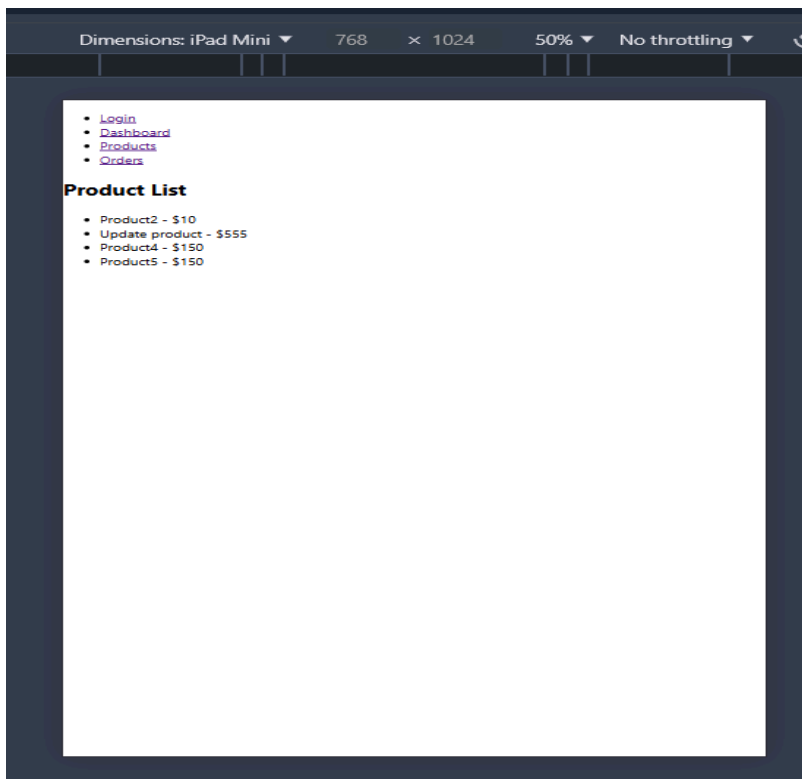 Dimensions: iPad Mini 768 × 1024 50% No throttling
Login
Dashboard
Products
Orders
Product List
Product2 - $10
Update product - $555
Product4 - $150
Product5 - $150